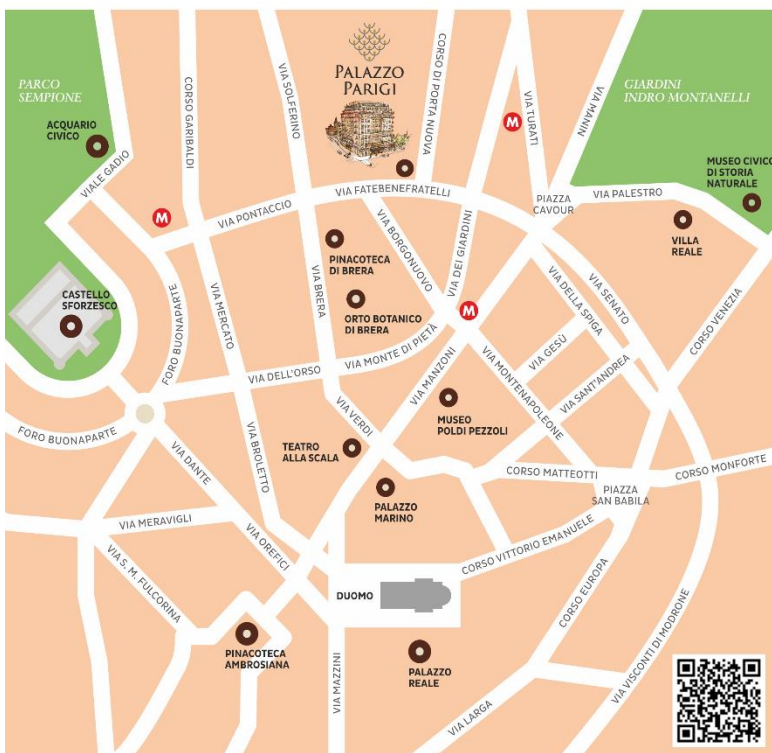 PALAZZO
PARIGI
PARCO
SEMPIONE
GIARDINI
INDRO MONTANELLI
ACQUARIO
CIVICO
VIALE GADIO
CORSO GARIBALDI
VIA SOLFERINO
CORSO DI PORTA NUOVA
M
VIA TURATI
VIA MANIN
MUSEO CIVICO
DI STORIA
NATURALE
M
VIA PONTACCIO
VIA FATEBENEFRATELLI
PIAZZA
CAVOUR
VIA PALESTRO
VILLA
REALE
PINACOTECA
DI BRERA
VIA BORGONUOVO
VIA DEI GIARDINI
CASTELLO
SFORZESCO
FORO BUONAPARTE
VIA MERCATO
VIA BRERA
ORTO BOTANICO
DI BRERA
M
VIA DELLA SPIGA
VIA SENATO
CORSO VENEZIA
VIA DELL'ORSO
VIA MONTE DI PIETÀ
VIA MANZONI
VIA MONTENAPOLEONE
VIA GESÙ
VIA SANT'ANDREA
FORO BUONAPARTE
VIA DANTE
VIA BROLETTO
VIA VERDI
MUSEO
POLDI PEZZOLI
TEATRO
ALLA SCALA
CORSO MATTEOTTI
CORSO MONFORTE
PALAZZO
MARINO
PIAZZA
SAN BABILA
VIA MERAVIGLI
VIA OREFICI
CORSO VITTORIO EMANUELE
VIA S. M. FULCORINA
DUOMO
CORSO EUROPA
VIA VISCONTI DI MODRONE
PINACOTECA
AMBROSIANA
VIA MAZZINI
PALAZZO
REALE
VIA LARGA